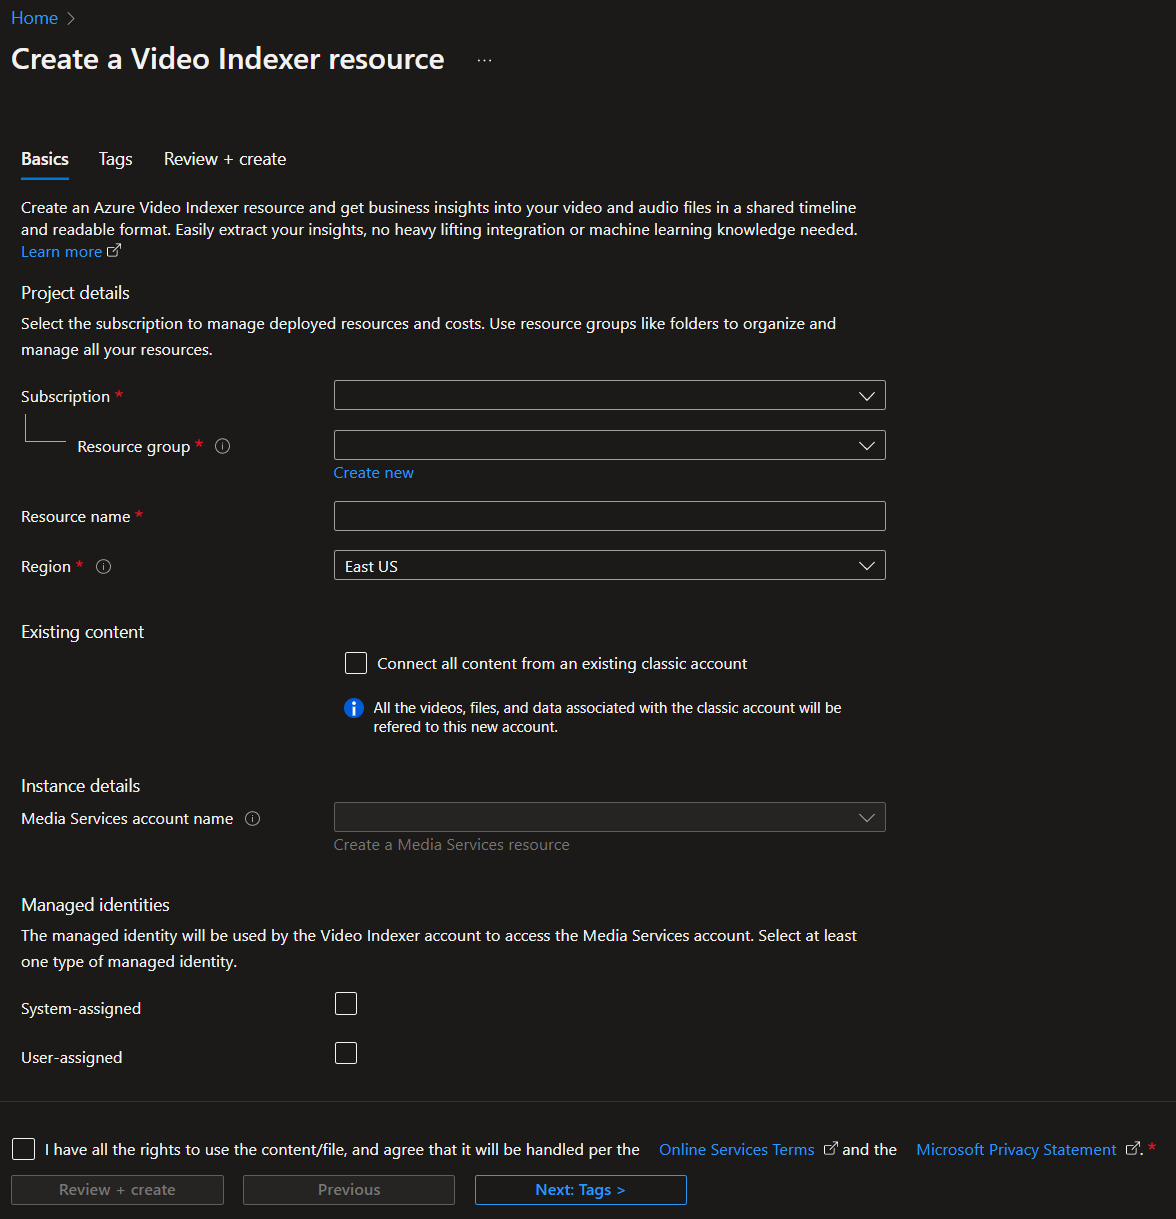 Home >
Create a Video Indexer resource ...
Basics Tags Review + create
Create an Azure Video Indexer resource and get business insights into your video and audio files in a shared timeline
and readable format. Easily extract your insights, no heavy lifting integration or machine learning knowledge needed.
Learn more
Project details
Select the subscription to manage deployed resources and costs. Use resource groups like folders to organize and
manage all your resources.
Subscription *
Resource group *
Create new
Resource name *
Region * East US
Existing content
Connect all content from an existing classic account
All the videos, files, and data associated with the classic account will be
refered to this new account.
Instance details
Media Services account name
Create a Media Services resource
Managed identities
The managed identity will be used by the Video Indexer account to access the Media Services account. Select at least
one type of managed identity.
System-assigned
User-assigned
I have all the rights to use the content/file, and agree that it will be handled per the Online Services Terms and the Microsoft Privacy Statement . *
Review + create Previous Next: Tags >